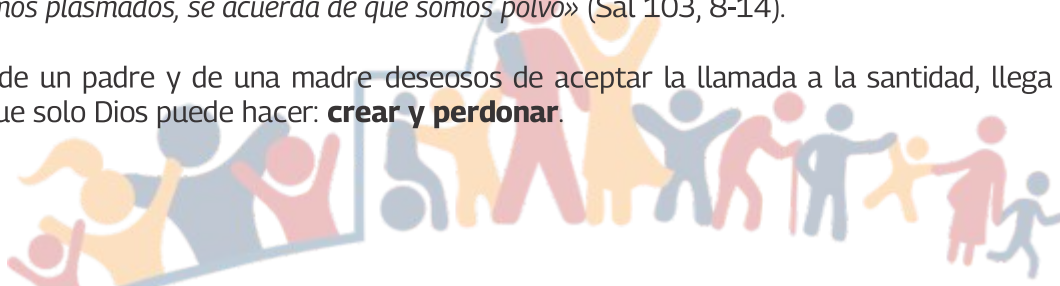 mos plasmados, se acuerda de que somos polvo» (Sal 103, 8-14).
de un padre y de una madre deseosos de aceptar la llamada a la santidad, llega
ue solo Dios puede hacer: crear y perdonar.